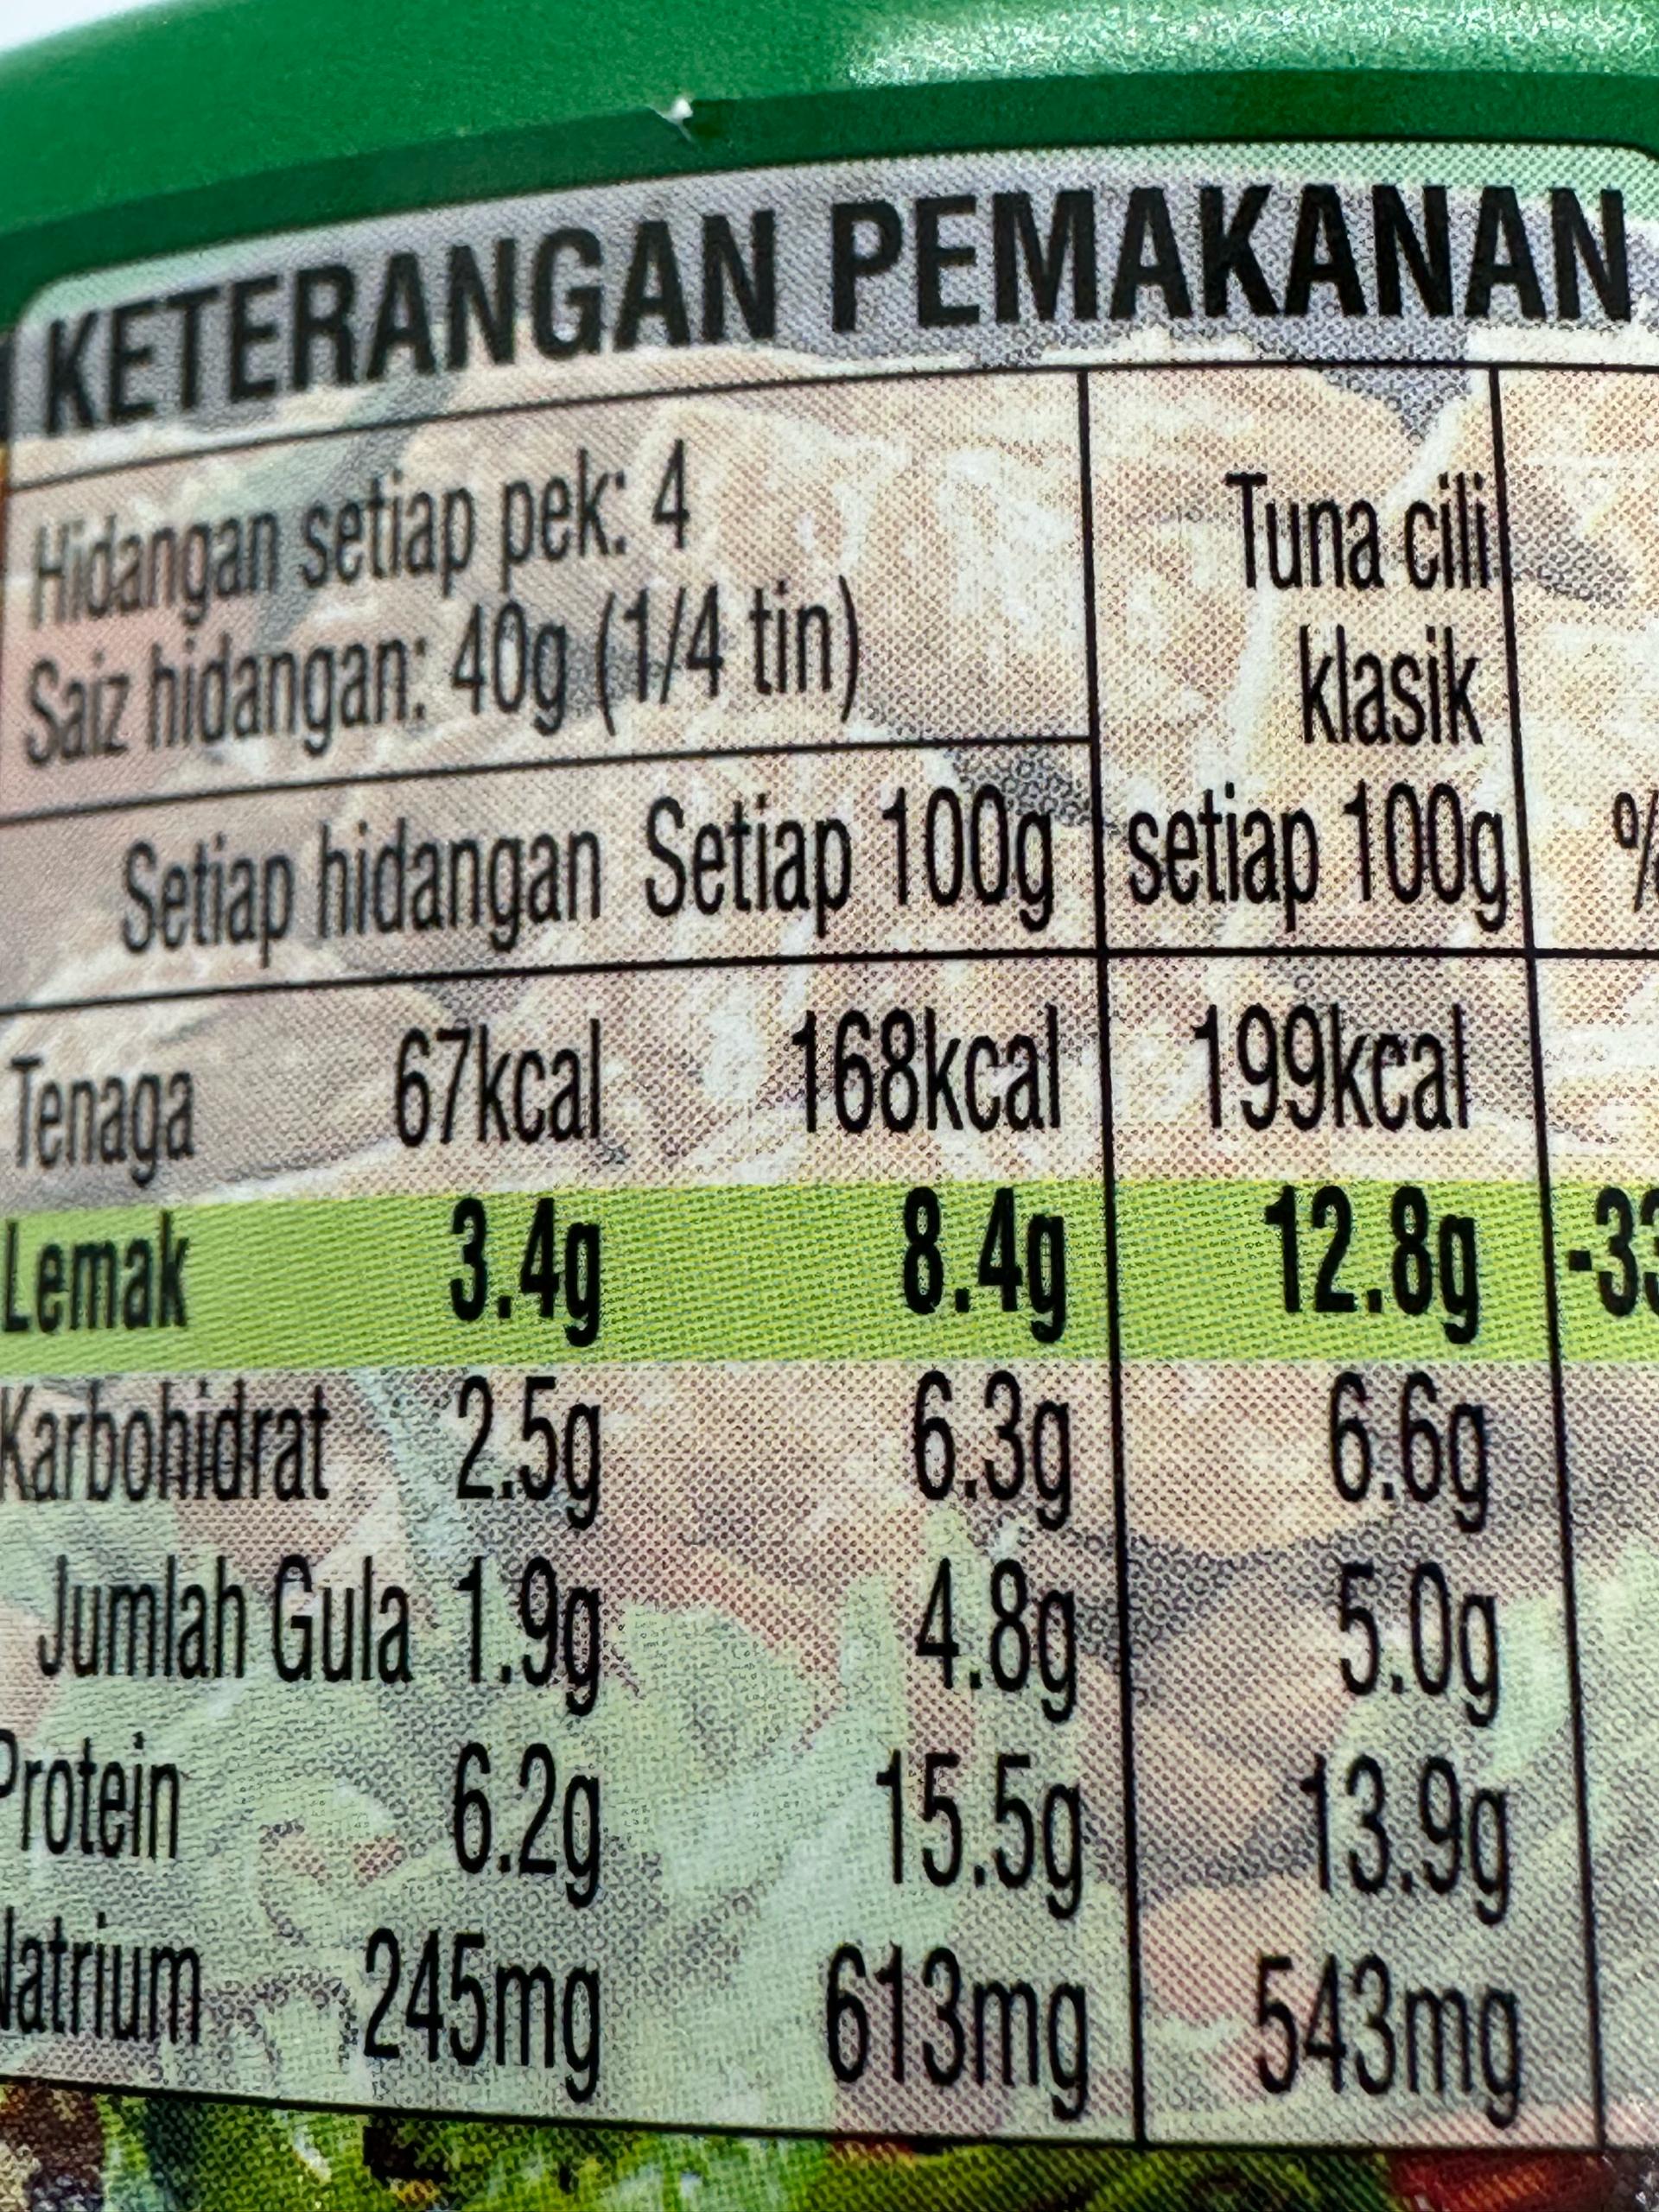 KETERANGAN PEMAKANAN
Hidangan setiap pek: 4
Saiz hidangan: 40g (1/4 tin)
Tuna cili
klasik
Setiap hidangan Setiap 100g setiap 100g %
Tenaga 67kcal 168kcal 199kcal
Lemak 3.4g 8.4g 12.8g -33
Karbohidrat 2.5g 6.3g 6.6g
Jumlah Gula 1.9g 4.8g 5.0g
Protein 6.2g 15.5g 13.9g
Natrium 245mg 613mg 543mg